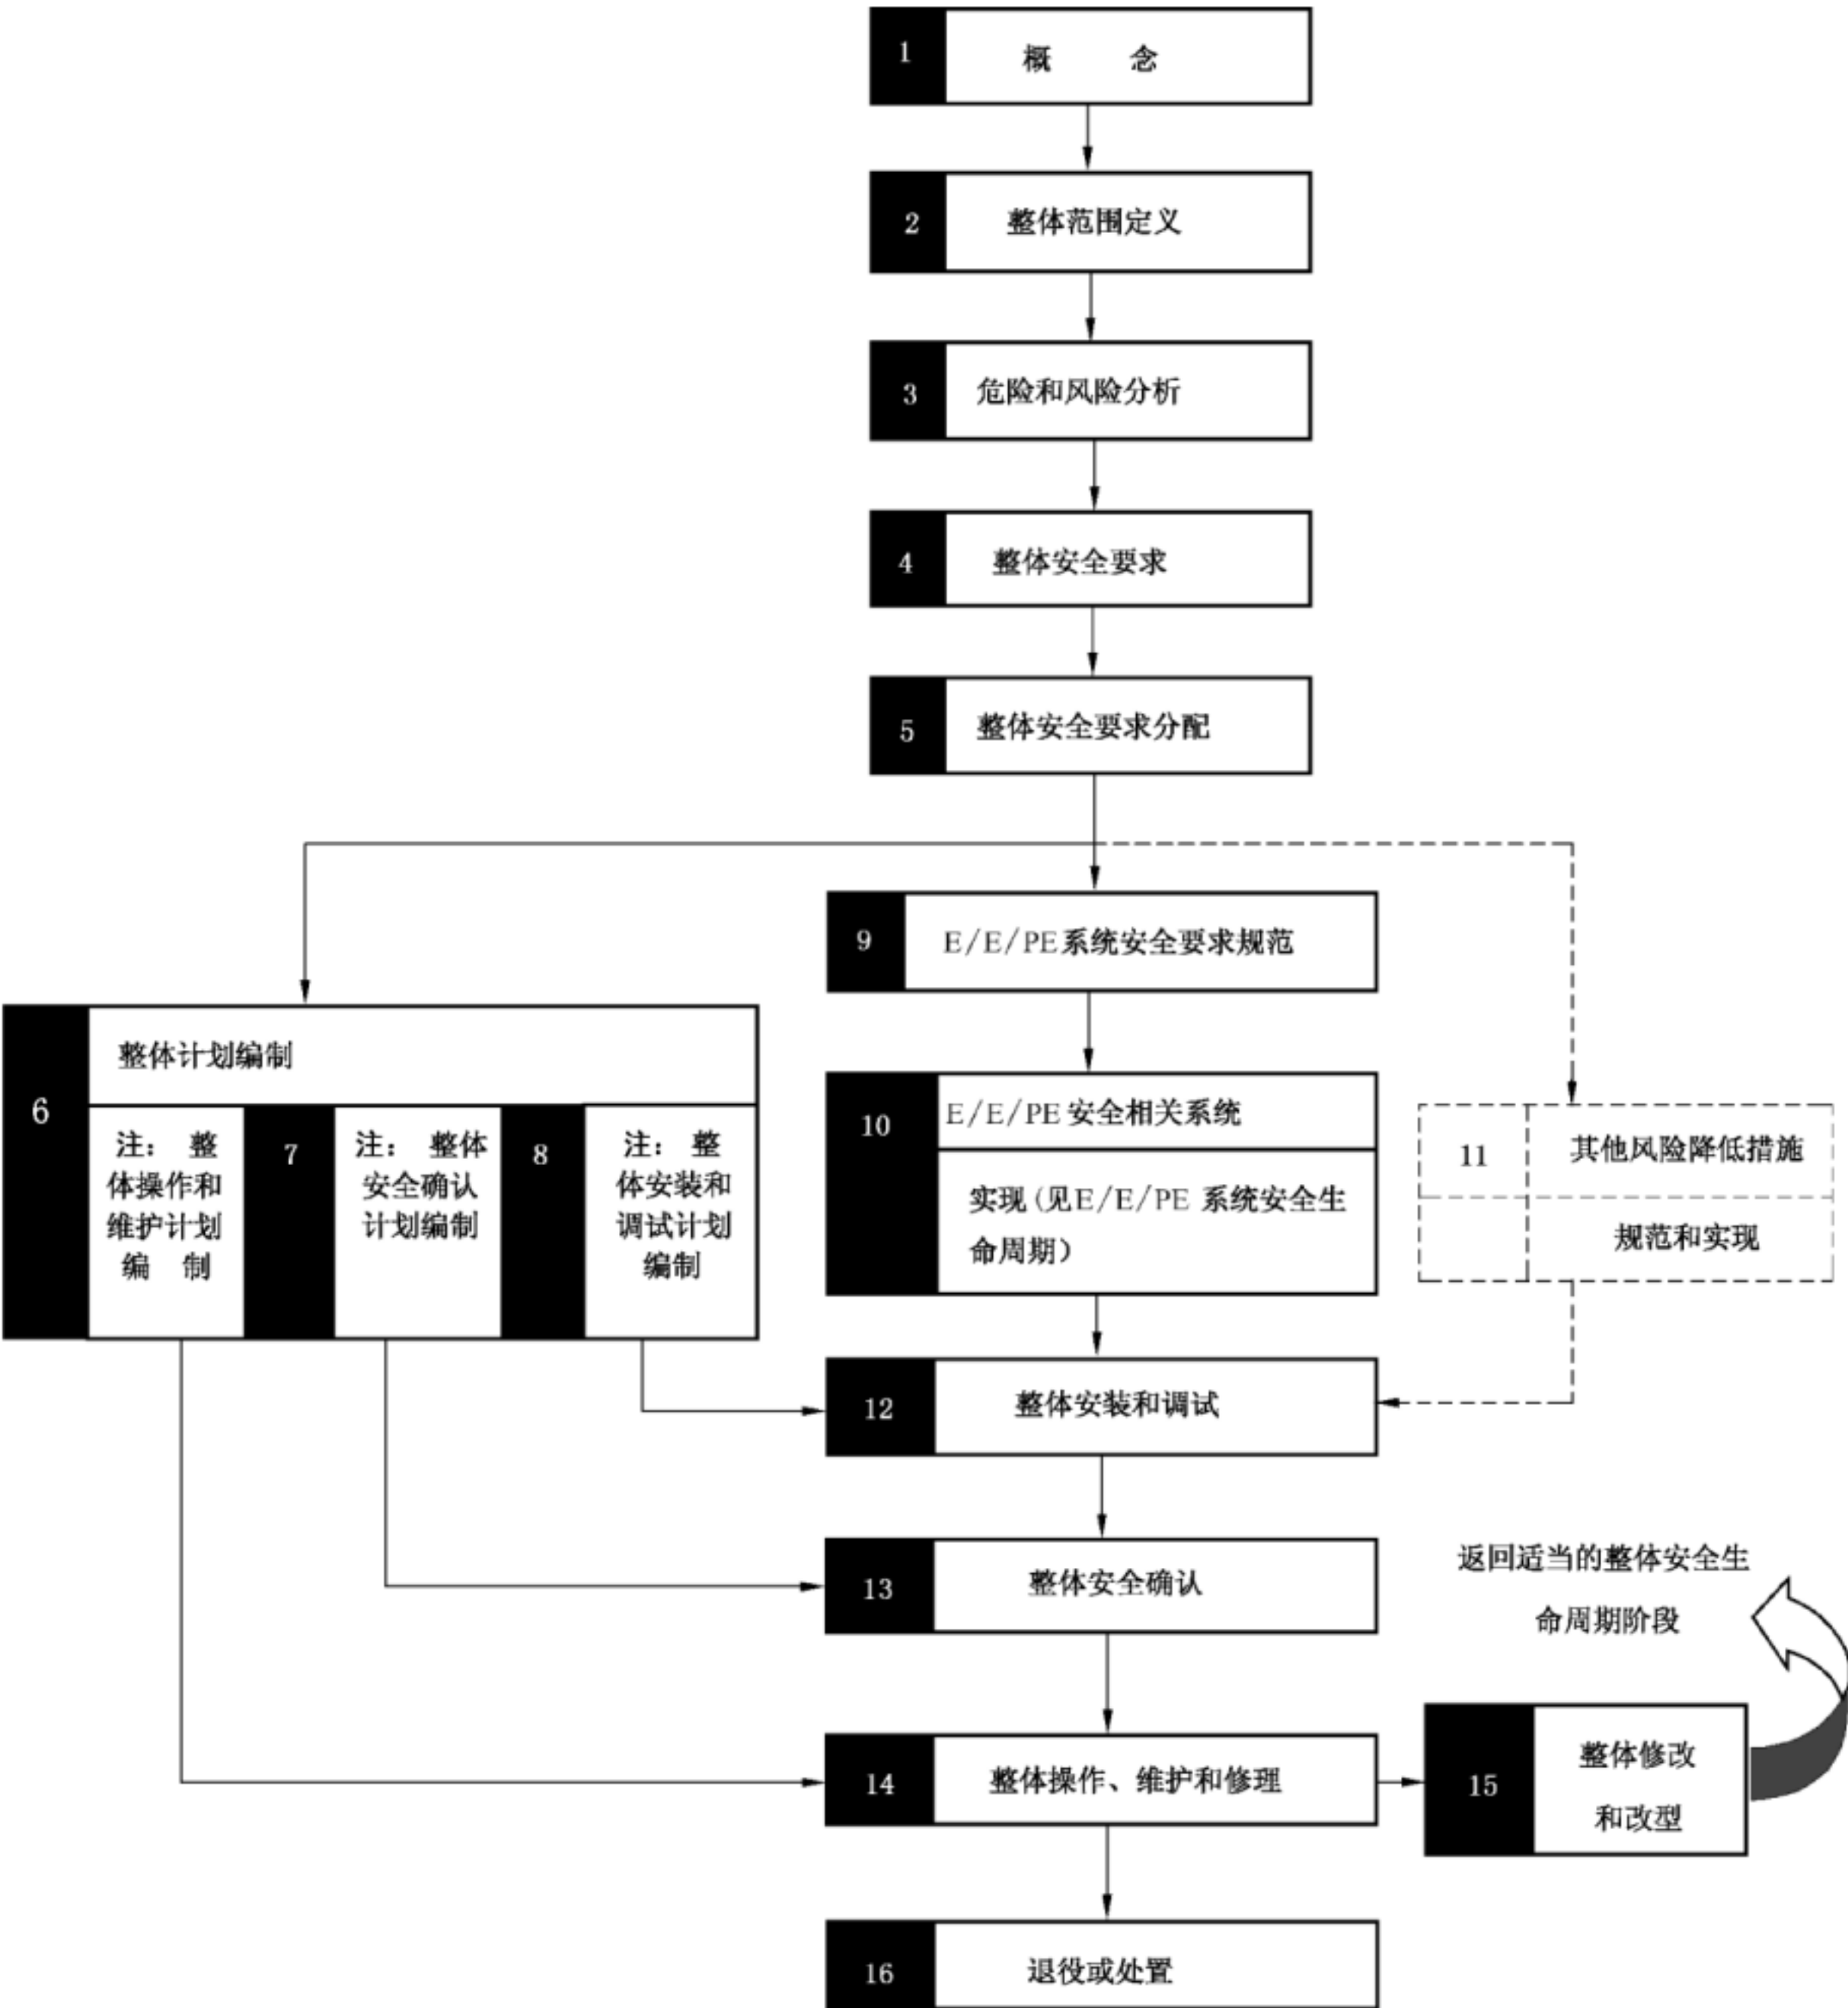 1 概 念
2 整体范围定义
3 危险和风险分析
4 整体安全要求
5 整体安全要求分配
9 E/E/PE系统安全要求规范
6 整体计划编制
注: 整
体操作和
维护计划
编 制
7 注: 整体
安全确认
计划编制
8 注: 整
体安装和
调试计划
编制
10 E/E/PE 安全相关系统
实现(见E/E/PE 系统安全生
命周期)
11 其他风险降低措施
规范和实现
12 整体安装和调试
13 整体安全确认
返回适当的整体安全生
命周期阶段
14 整体操作、维护和修理
15 整体修改
和改型
16 退役或处置